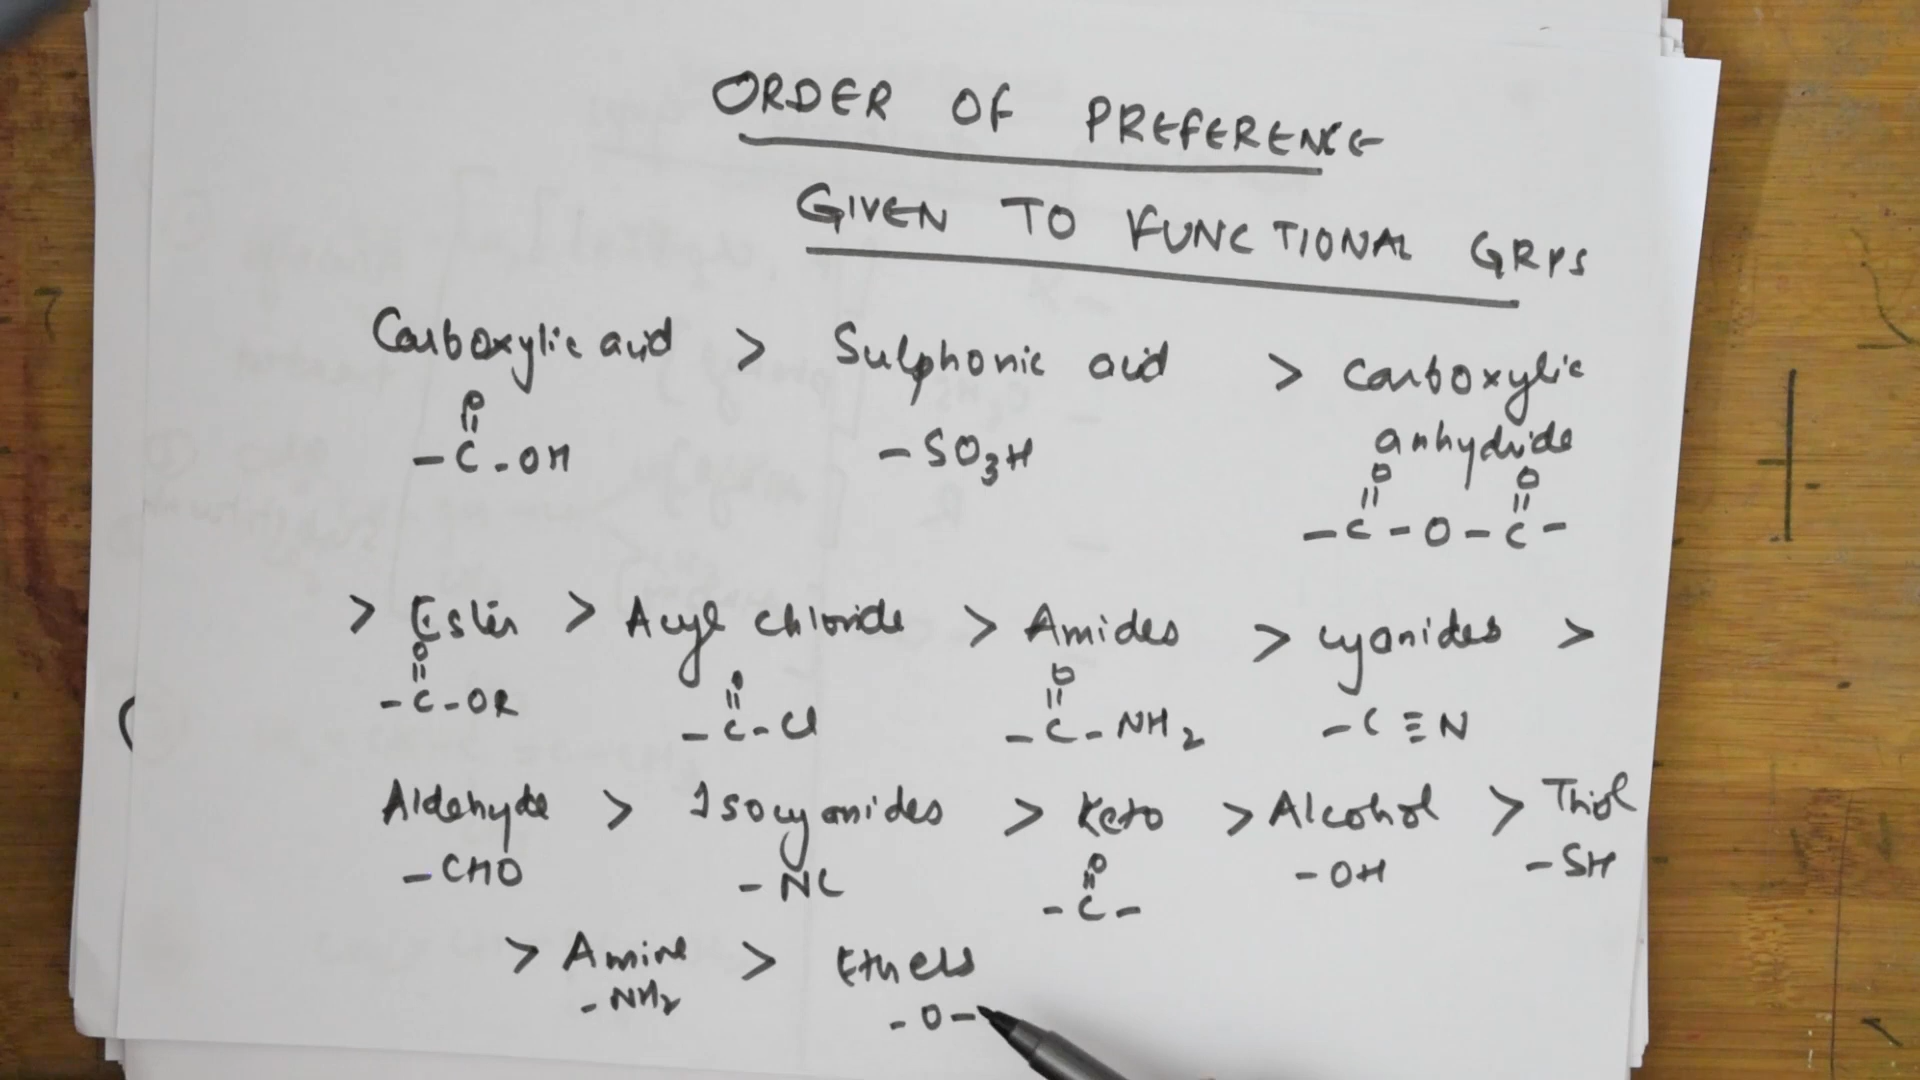 ORDER OF PREFERENCE
GIVEN TO FUNCTIONAL GRPS
Carboxylic acid > Sulphonic acid > Carboxylic
anhydride
O
||
-C-OH
-SO₃H
O O
|| ||
-C-O-C-
> Ester > Acyl chloride > Amides > cyanides >
O
||
-C-OR
O
||
-C-Cl
O
||
-C-NH₂
-C≡N
Aldehyde > Isocyanides > Keto > Alcohol > Thiol
-CHO
-NC
O
||
-C-
-OH
-SH
> Amine > Ethers
-NH₂
-O-